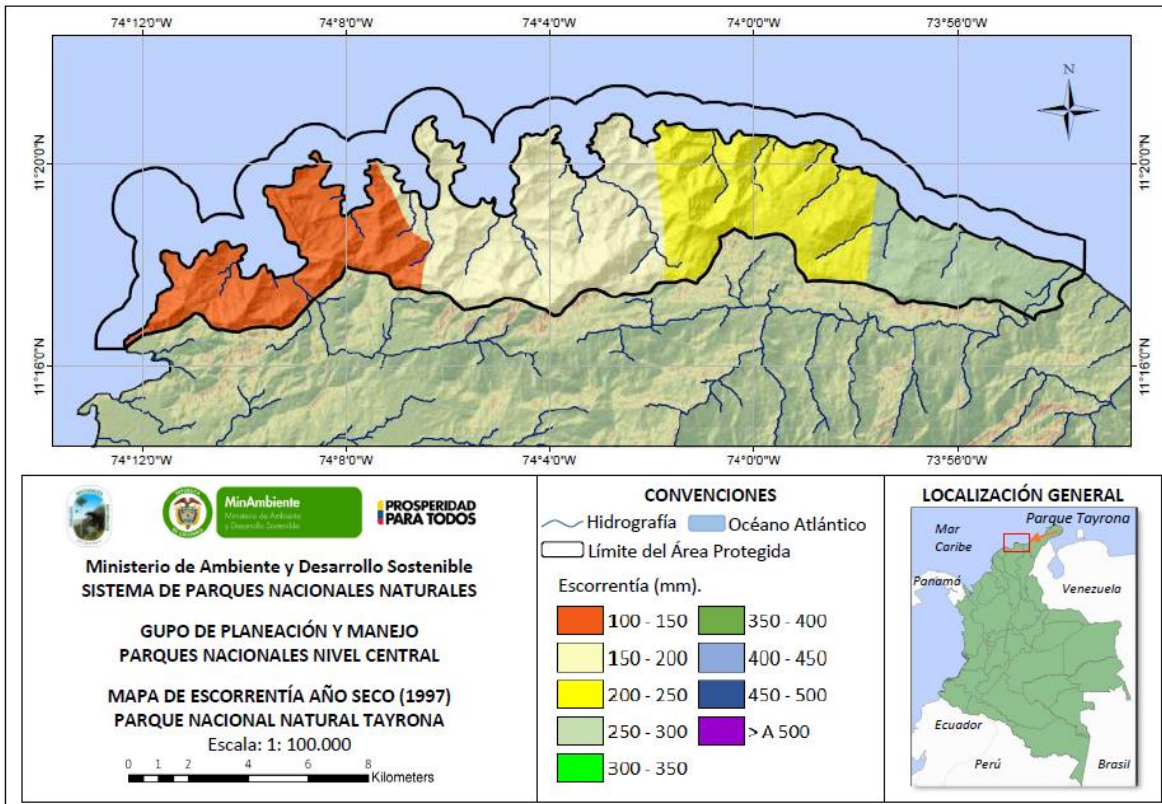 74°12'0"W 74°8'0"W 74°4'0"W 74°0'0"W 73°56'0"W
N
11°20'0"N 11°20'0"N
11°16'0"N 11°16'0"N
74°12'0"W 74°8'0"W 74°4'0"W 74°0'0"W 73°56'0"W
MinAmbiente
Ministerio de Ambiente
y Desarrollo Sostenible
PROSPERIDAD
PARA TODOS
Ministerio de Ambiente y Desarrollo Sostenible
SISTEMA DE PARQUES NACIONALES NATURALES
GUPO DE PLANEACIÓN Y MANEJO
PARQUES NACIONALES NIVEL CENTRAL
MAPA DE ESCORRENTÍA AÑO SECO (1997)
PARQUE NACIONAL NATURAL TAYRONA
Escala: 1: 100.000
0 1 2 4 6 8
Kilometers
CONVENCIONES
Hidrografía Océano Atlántico
Límite del Área Protegida
Escorrentía (mm).
100 - 150 350 - 400
150 - 200 400 - 450
200 - 250 450 - 500
250 - 300 > A 500
300 - 350
LOCALIZACIÓN GENERAL
Parque Tayrona
Mar
Caribe
Panamá
Venezuela
Ecuador
Perú
Brasil